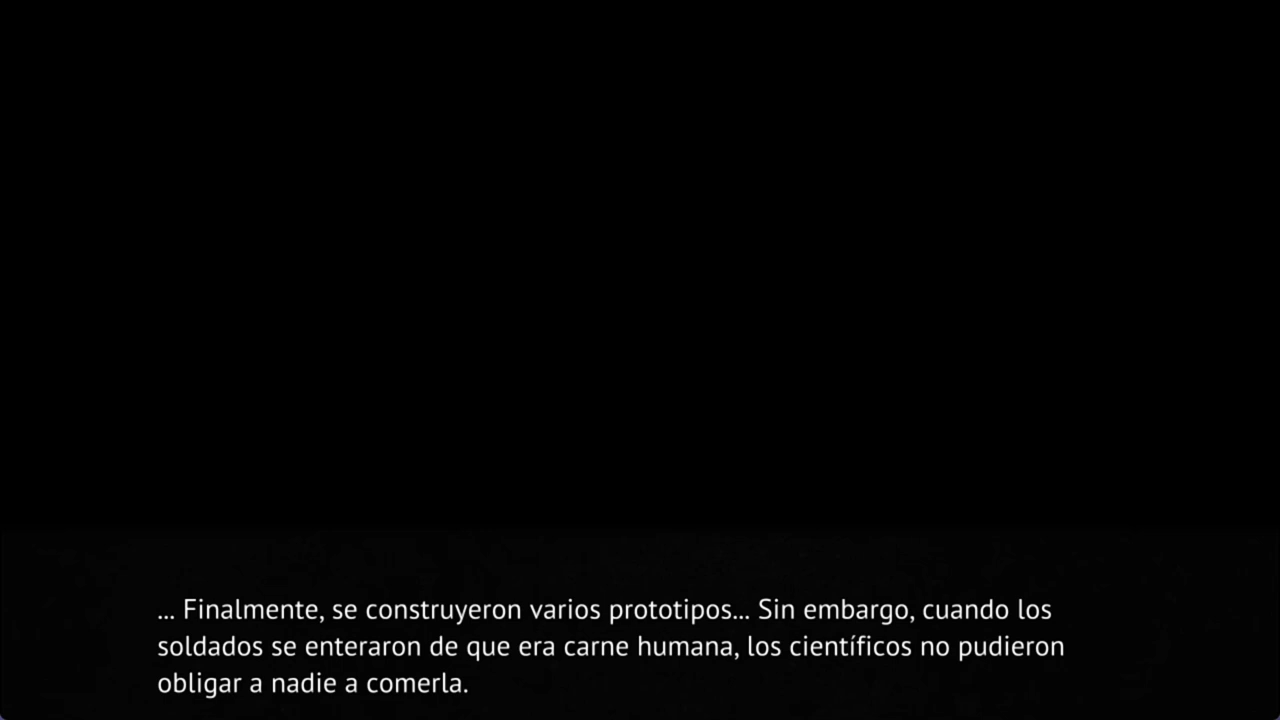 ... Finalmente, se construyeron varios prototipos... Sin embargo, cuando los
soldados se enteraron de que era carne humana, los científicos no pudieron
obligar a nadie a comerla.